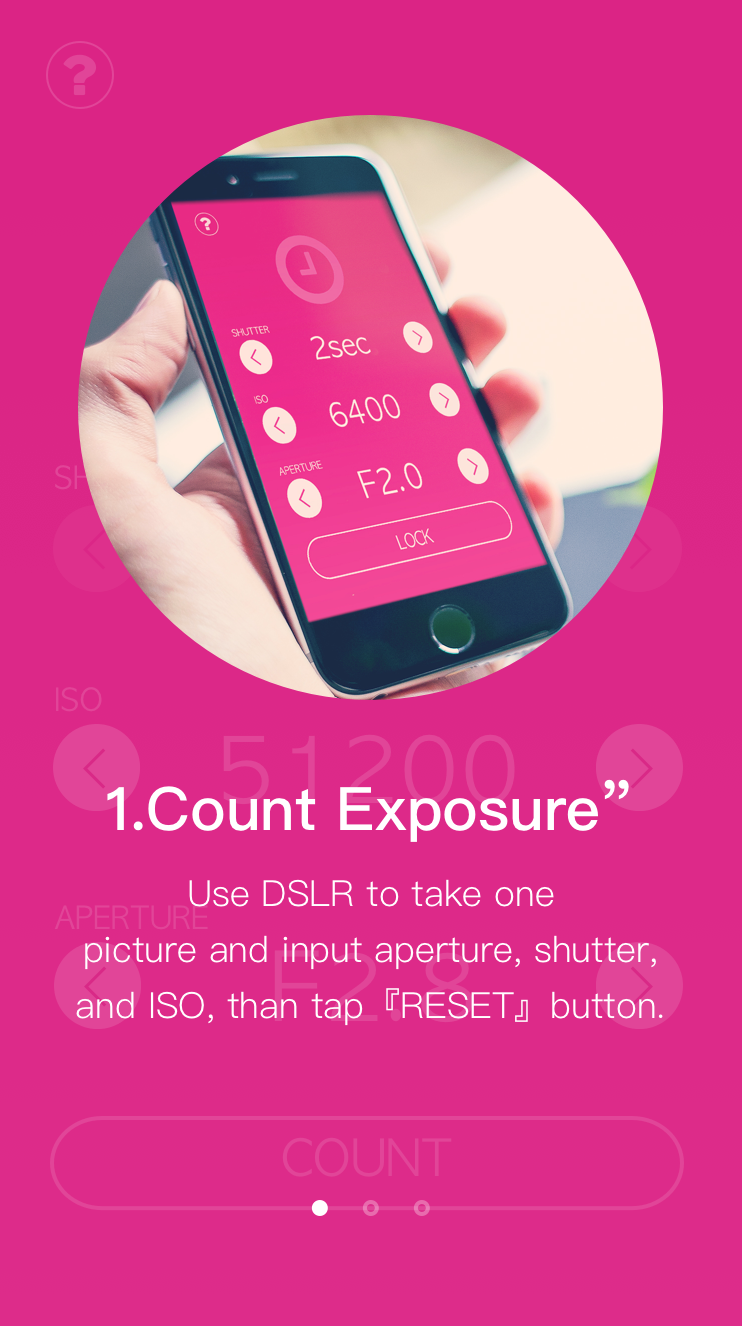 ?
?
SHUTTER
2sec
ISO
6400
APERTURE
F2.0
LOCK
SH
ISO
51200
1.Count Exposure”
Use DSLR to take one
APERTURE
picture and input aperture, shutter,
F2.8
and ISO, than tap『RESET』button.
COUNT